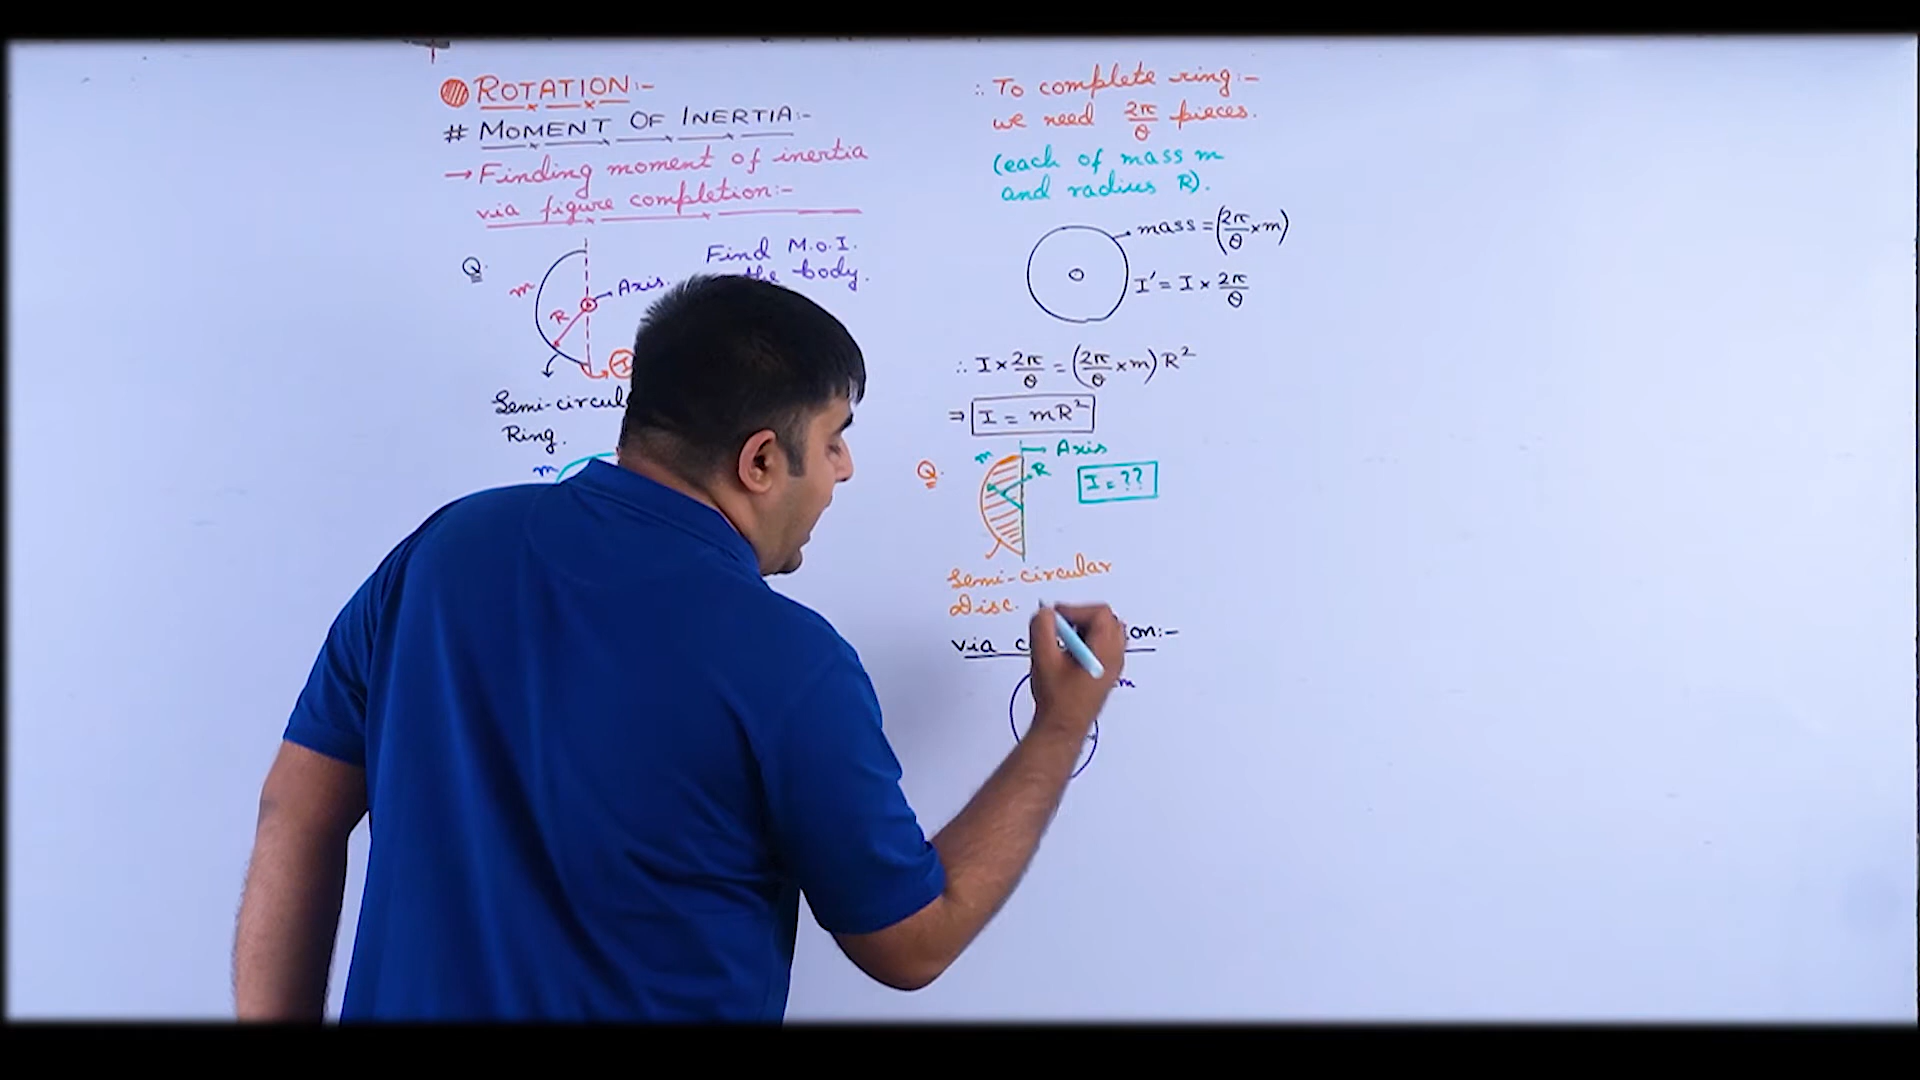 ROTATION:-
# MOMENT OF INERTIA:-
→ Finding moment of inertia
via figure completion:-
Q.
Find M.O.I.
the body.
m
Axis.
R
I
Semi-circul
Ring.
m
∴ To complete ring:-
we need 2π/θ pieces.
(each of mass m
and radius R).
mass = (2π/θ × m)
I' = I × 2π/θ
∴ I × 2π/θ = (2π/θ × m) R²
⇒ I = mR²
Q.
m
Axis
R
I = ??
Semi-circular
Disc.
via c on:-
m